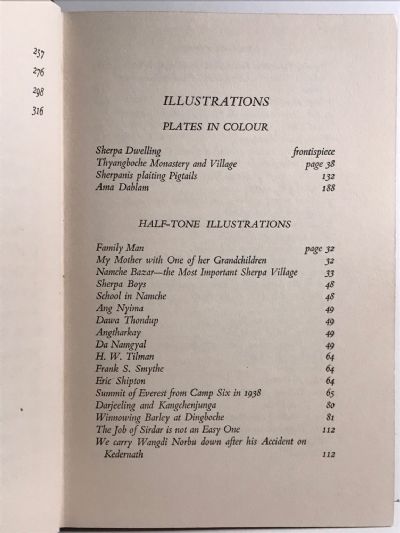 257
276
298
316
ILLUSTRATIONS
PLATES IN COLOUR
Sherpa Dwelling frontispiece
Thyangboche Monastery and Village page 38
Sherpanis plaiting Pigtails 132
Ama Dablam 188
HALF-TONE ILLUSTRATIONS
Family Man page 32
My Mother with One of her Grandchildren 32
Namche Bazar—the Most Important Sherpa Village 33
Sherpa Boys 48
School in Namche 48
Ang Nyima 49
Dawa Thondup 49
Angtharkay 49
Da Namgyal 49
H. W. Tilman 64
Frank S. Smythe 64
Eric Shipton 64
Summit of Everest from Camp Six in 1938 65
Darjeeling and Kangchenjunga 80
Winnowing Barley at Dingboche 81
The Job of Sirdar is not an Easy One 112
We carry Wangdi Norbu down after his Accident on
Kedernath 112